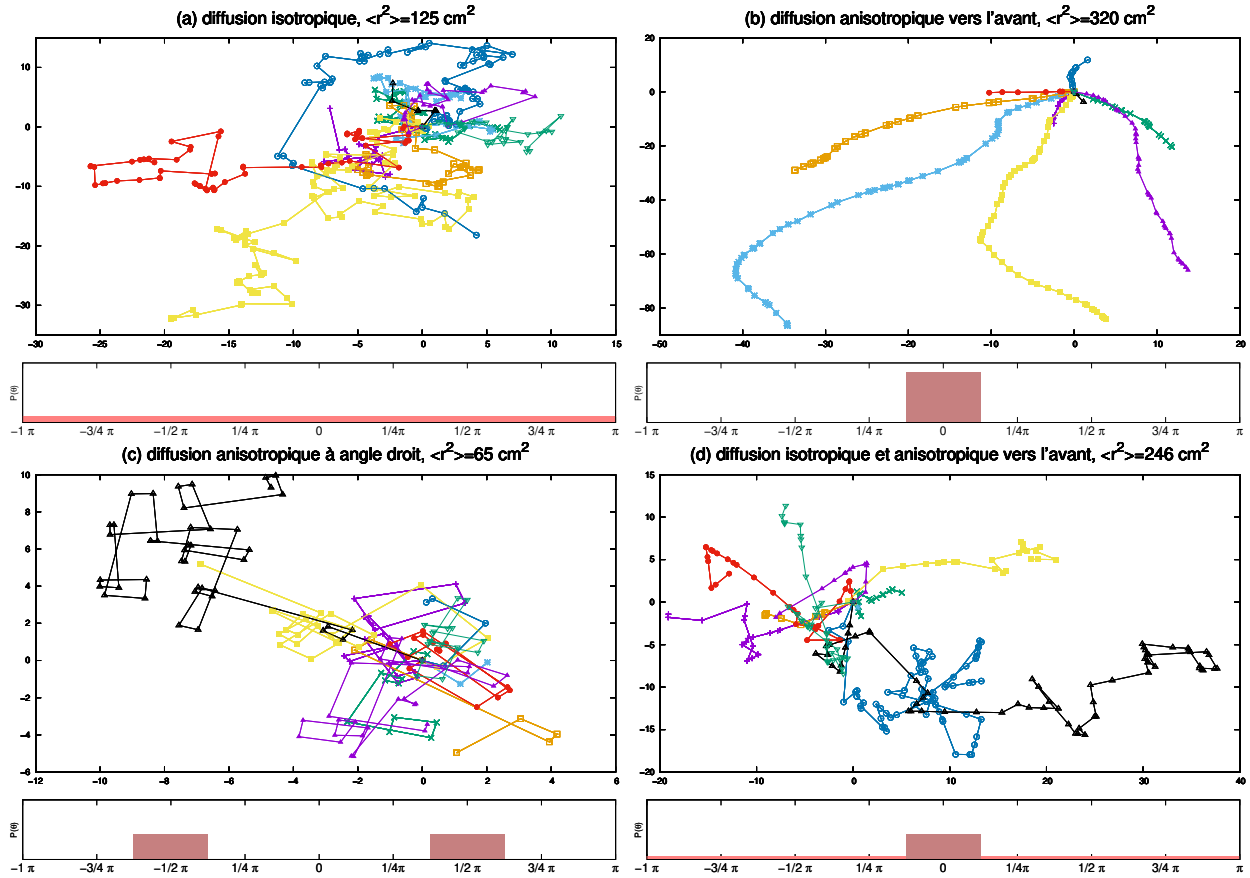 (a) diffusion isotropique, <r²>=125 cm²
10
0
−10
−20
−30
−30 −25 −20 −15 −10 −5 0 5 10 15
P(θ)
−1 π −3/4 π −1/2 π 1/4 π 0 1/4π 1/2 π 3/4 π π
(b) diffusion anisotropique vers l'avant, <r²>=320 cm²
20
0
−20
−40
−60
−80
−50 −40 −30 −20 −10 0 10 20
P(θ)
−1 π −3/4 π −1/2 π 1/4 π 0 1/4π 1/2 π 3/4 π π
(c) diffusion anisotropique à angle droit, <r²>=65 cm²
10
8
6
4
2
0
−2
−4
−6
−12 −10 −8 −6 −4 −2 0 2 4 6
P(θ)
−1 π −3/4 π −1/2 π 1/4 π 0 1/4π 1/2 π 3/4 π π
(d) diffusion isotropique et anisotropique vers l'avant, <r²>=246 cm²
15
10
5
0
−5
−10
−15
−20
−20 −10 0 10 20 30 40
P(θ)
−1 π −3/4 π −1/2 π 1/4 π 0 1/4π 1/2 π 3/4 π π